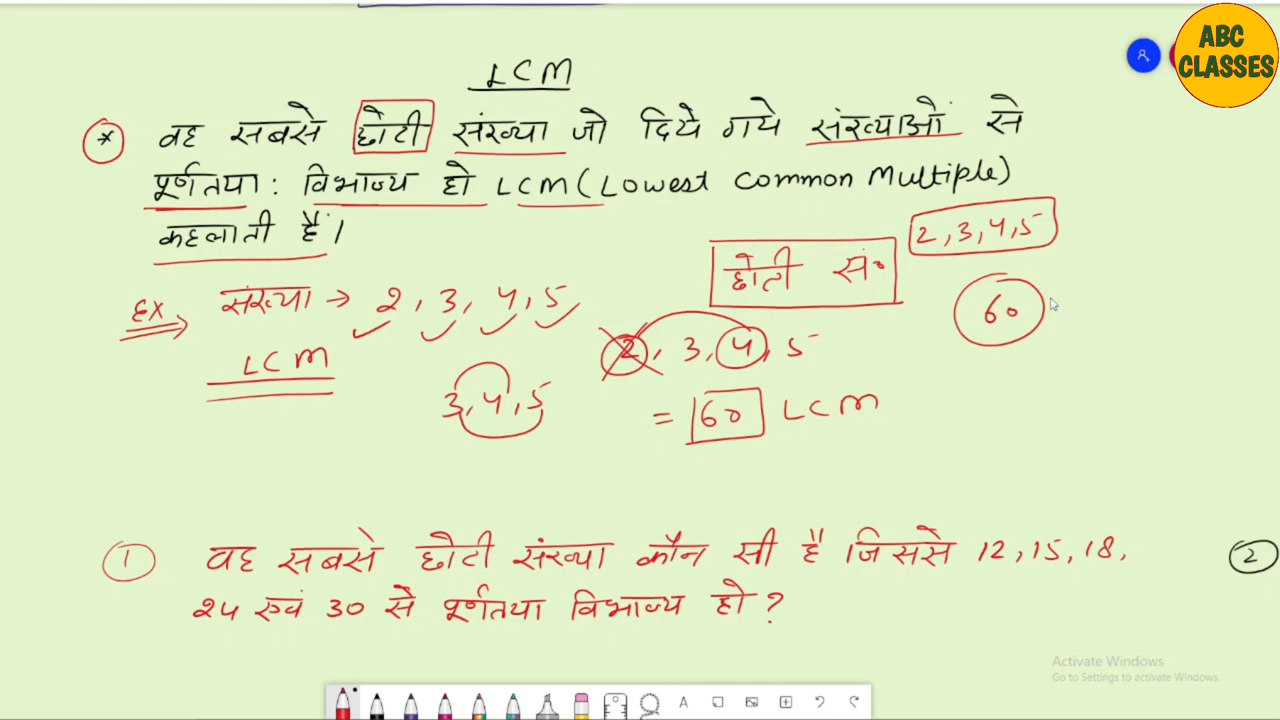 ABC
CLASSES
LCM
* वह सबसे छोटी संख्या जो दिये गये संख्याओं से
पूर्णतया: विभाज्य हो LCM (Lowest Common Multiple)
कहलाती है।
2, 3, 4, 5
छोटी सं॰
60
Ex संख्या → 2, 3, 4, 5
LCM
2, 3, 4, 5
3, 4, 5
= 60 LCM
① वह सबसे छोटी संख्या कौन सी है जिससे 12, 15, 18,
②
24 एवं 30 से पूर्णतया विभाज्य हो ?
Activate Windows
Go to Settings to activate Windows.
A